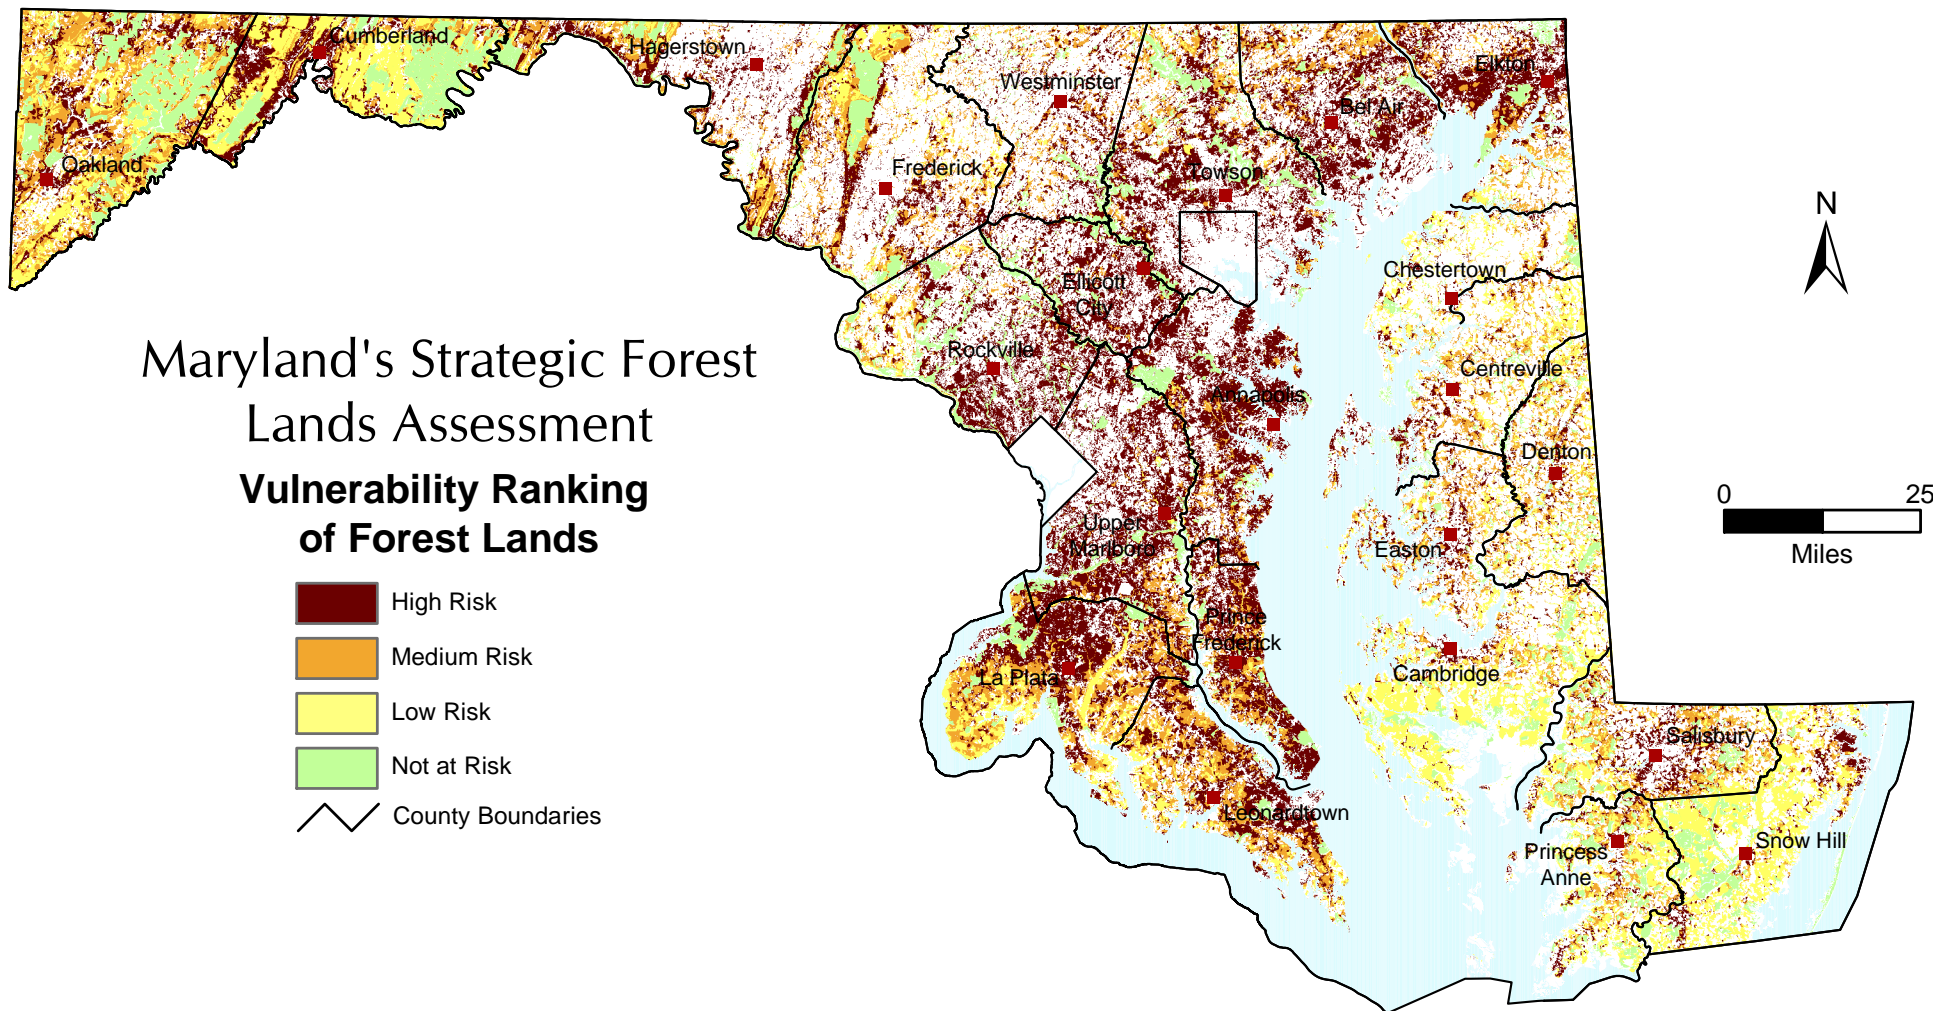 Cumberland
Hagerstown
Westminster
Elkton
Bel Air
Oakland
Frederick
Towson
N
Ellicott
City
Chestertown
Maryland's Strategic Forest
Lands Assessment
Rockville
Centreville
Annapolis
Denton
Vulnerability Ranking
of Forest Lands
0 25
Miles
Upper
Marlboro
Easton
High Risk
Medium Risk
Low Risk
Not at Risk
County Boundaries
Prince
Frederick
La Plata
Cambridge
Salisbury
Leonardtown
Princess
Anne
Snow Hill